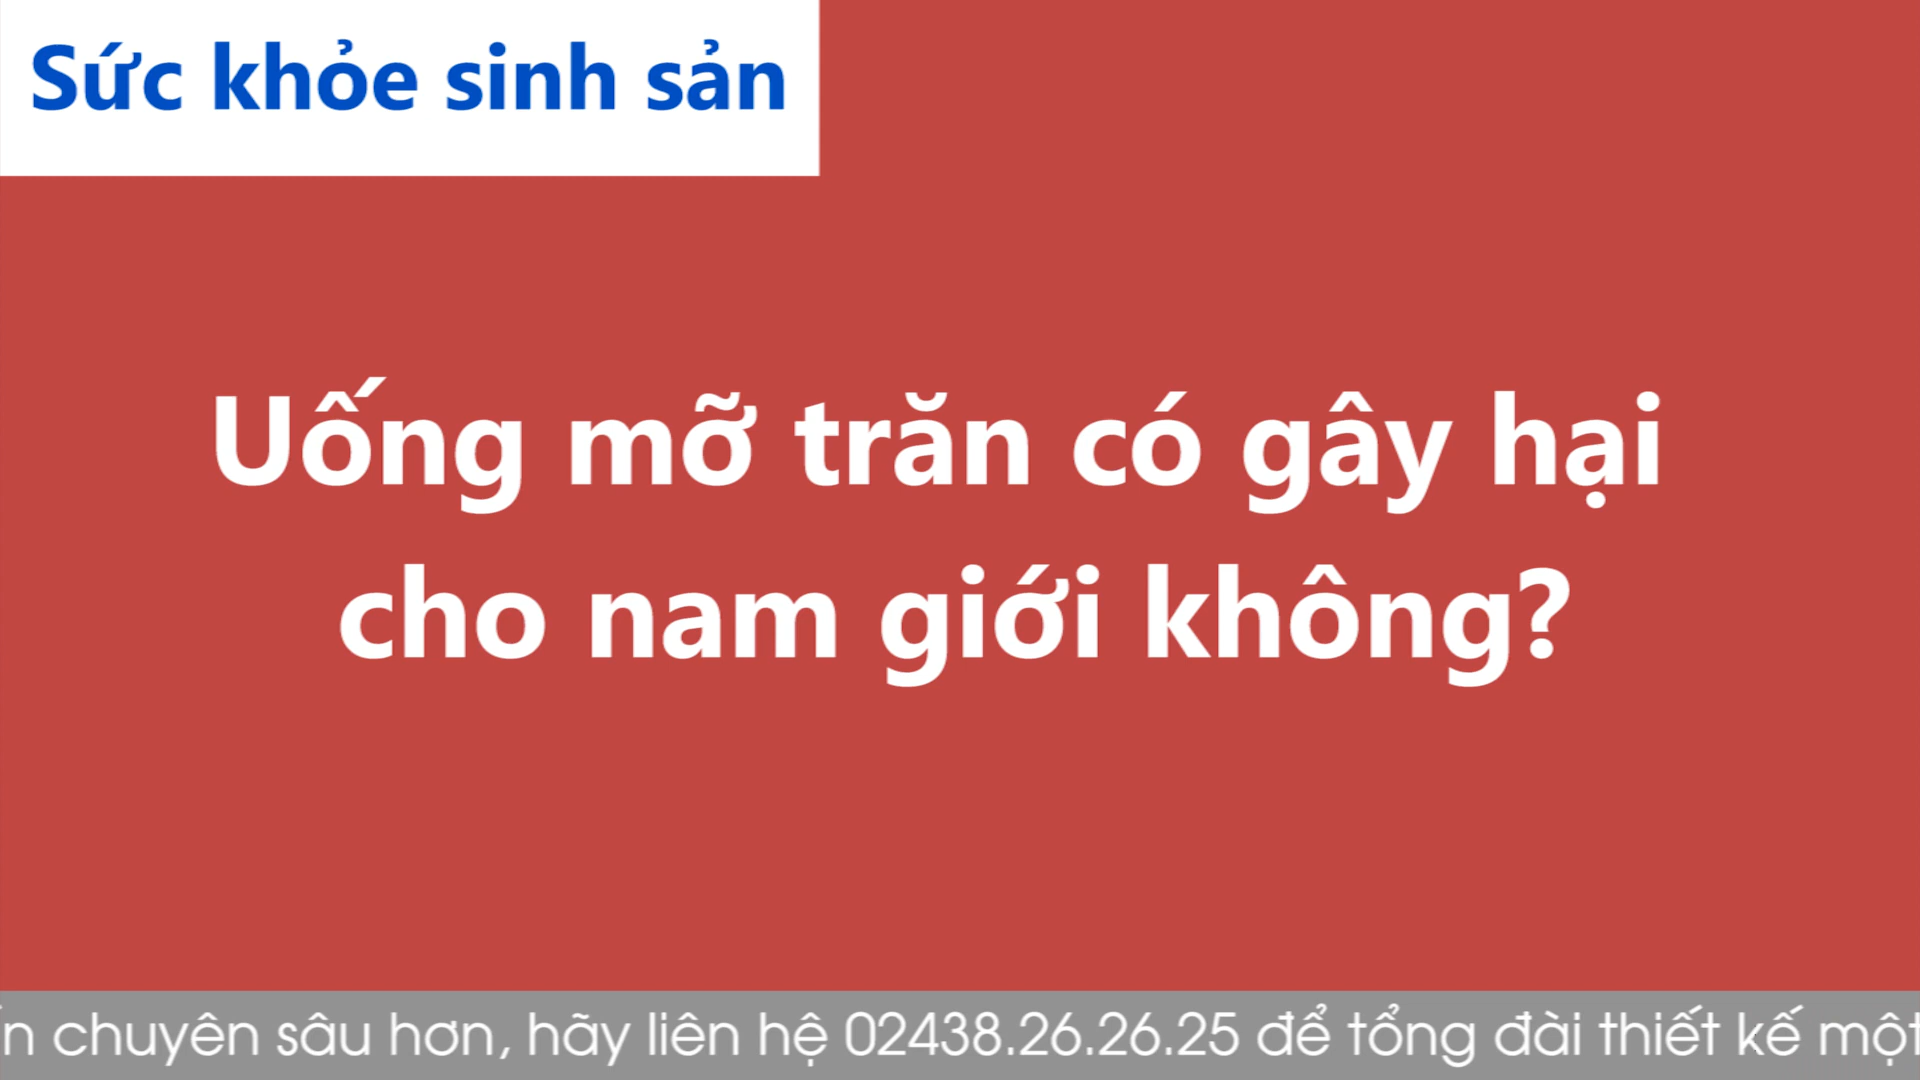 Sức khỏe sinh sản
Uống mỡ trăn có gây hại
cho nam giới không?
chuyên sâu hơn, hãy liên hệ 02438.26.26.25 để tổng đài thiết kế một